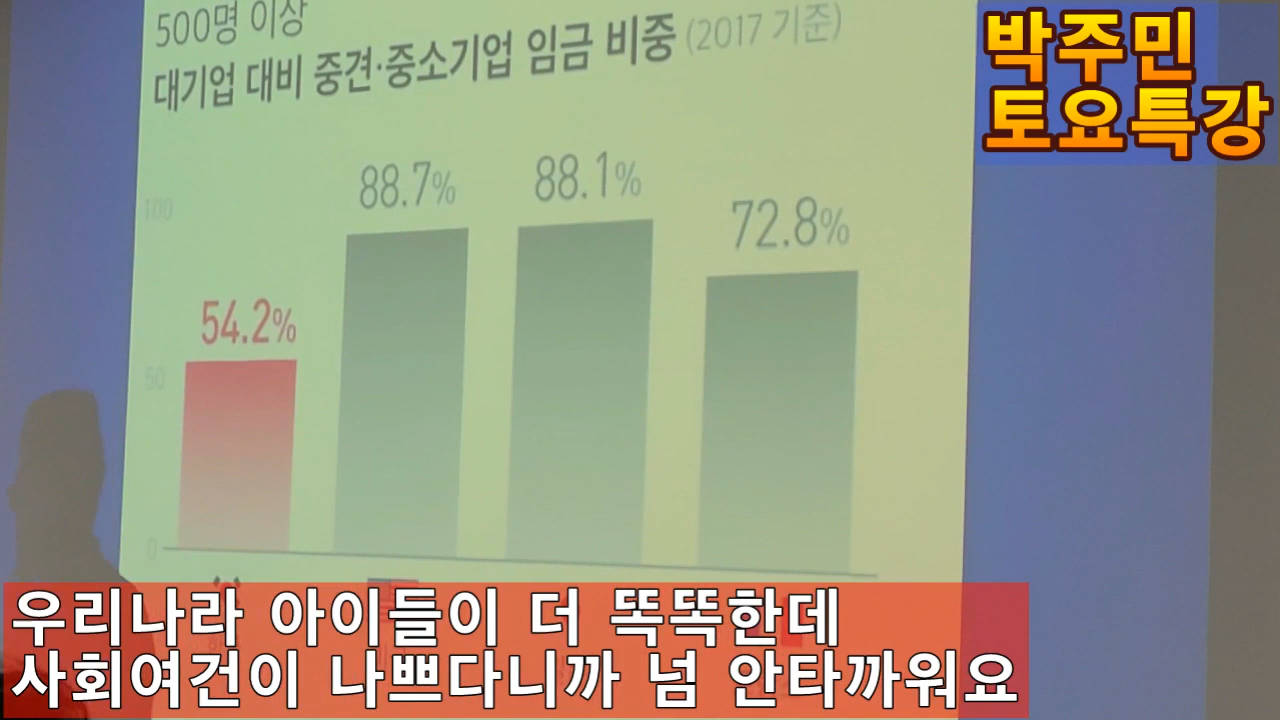 500명 이상
대기업 대비 중견·중소기업 임금 비중 (2017 기준)
박주민
토요특강
100
88.7%
88.1%
72.8%
54.2%
50
0
우리나라 아이들이 더 똑똑한데
사회여건이 나쁘다니까 넘 안타까워요